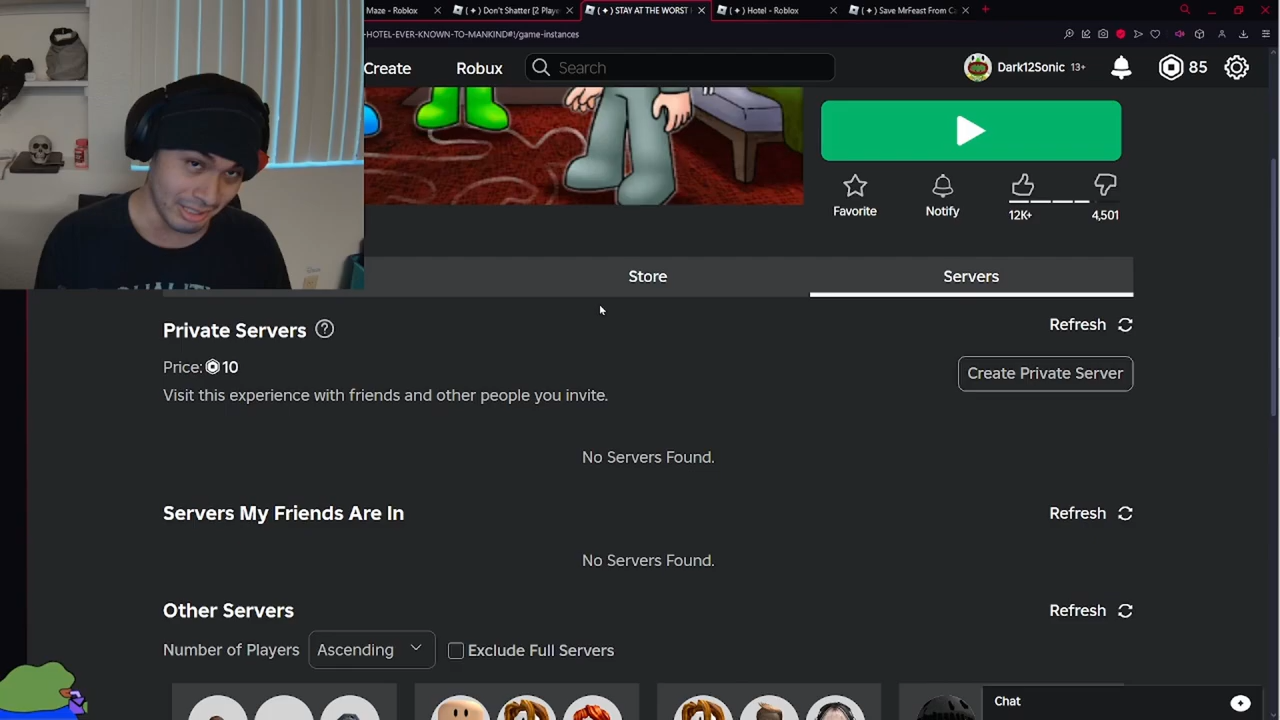 Maze - Roblox
( + ) Don't Shatter [2 Playe
( + ) STAY AT THE WORST
( + ) Hotel - Roblox
( + ) Save MrFeast From C
-HOTEL-EVER-KNOWN-TO-MANKIND#!/game-instances
Create
Robux
Search
Dark12Sonic 13+
85
Favorite
Notify
12K+
4,501
Store
Servers
Private Servers
Refresh
Price: 10
Create Private Server
Visit this experience with friends and other people you invite.
No Servers Found.
Servers My Friends Are In
Refresh
No Servers Found.
Other Servers
Refresh
Number of Players
Ascending
Exclude Full Servers
Chat